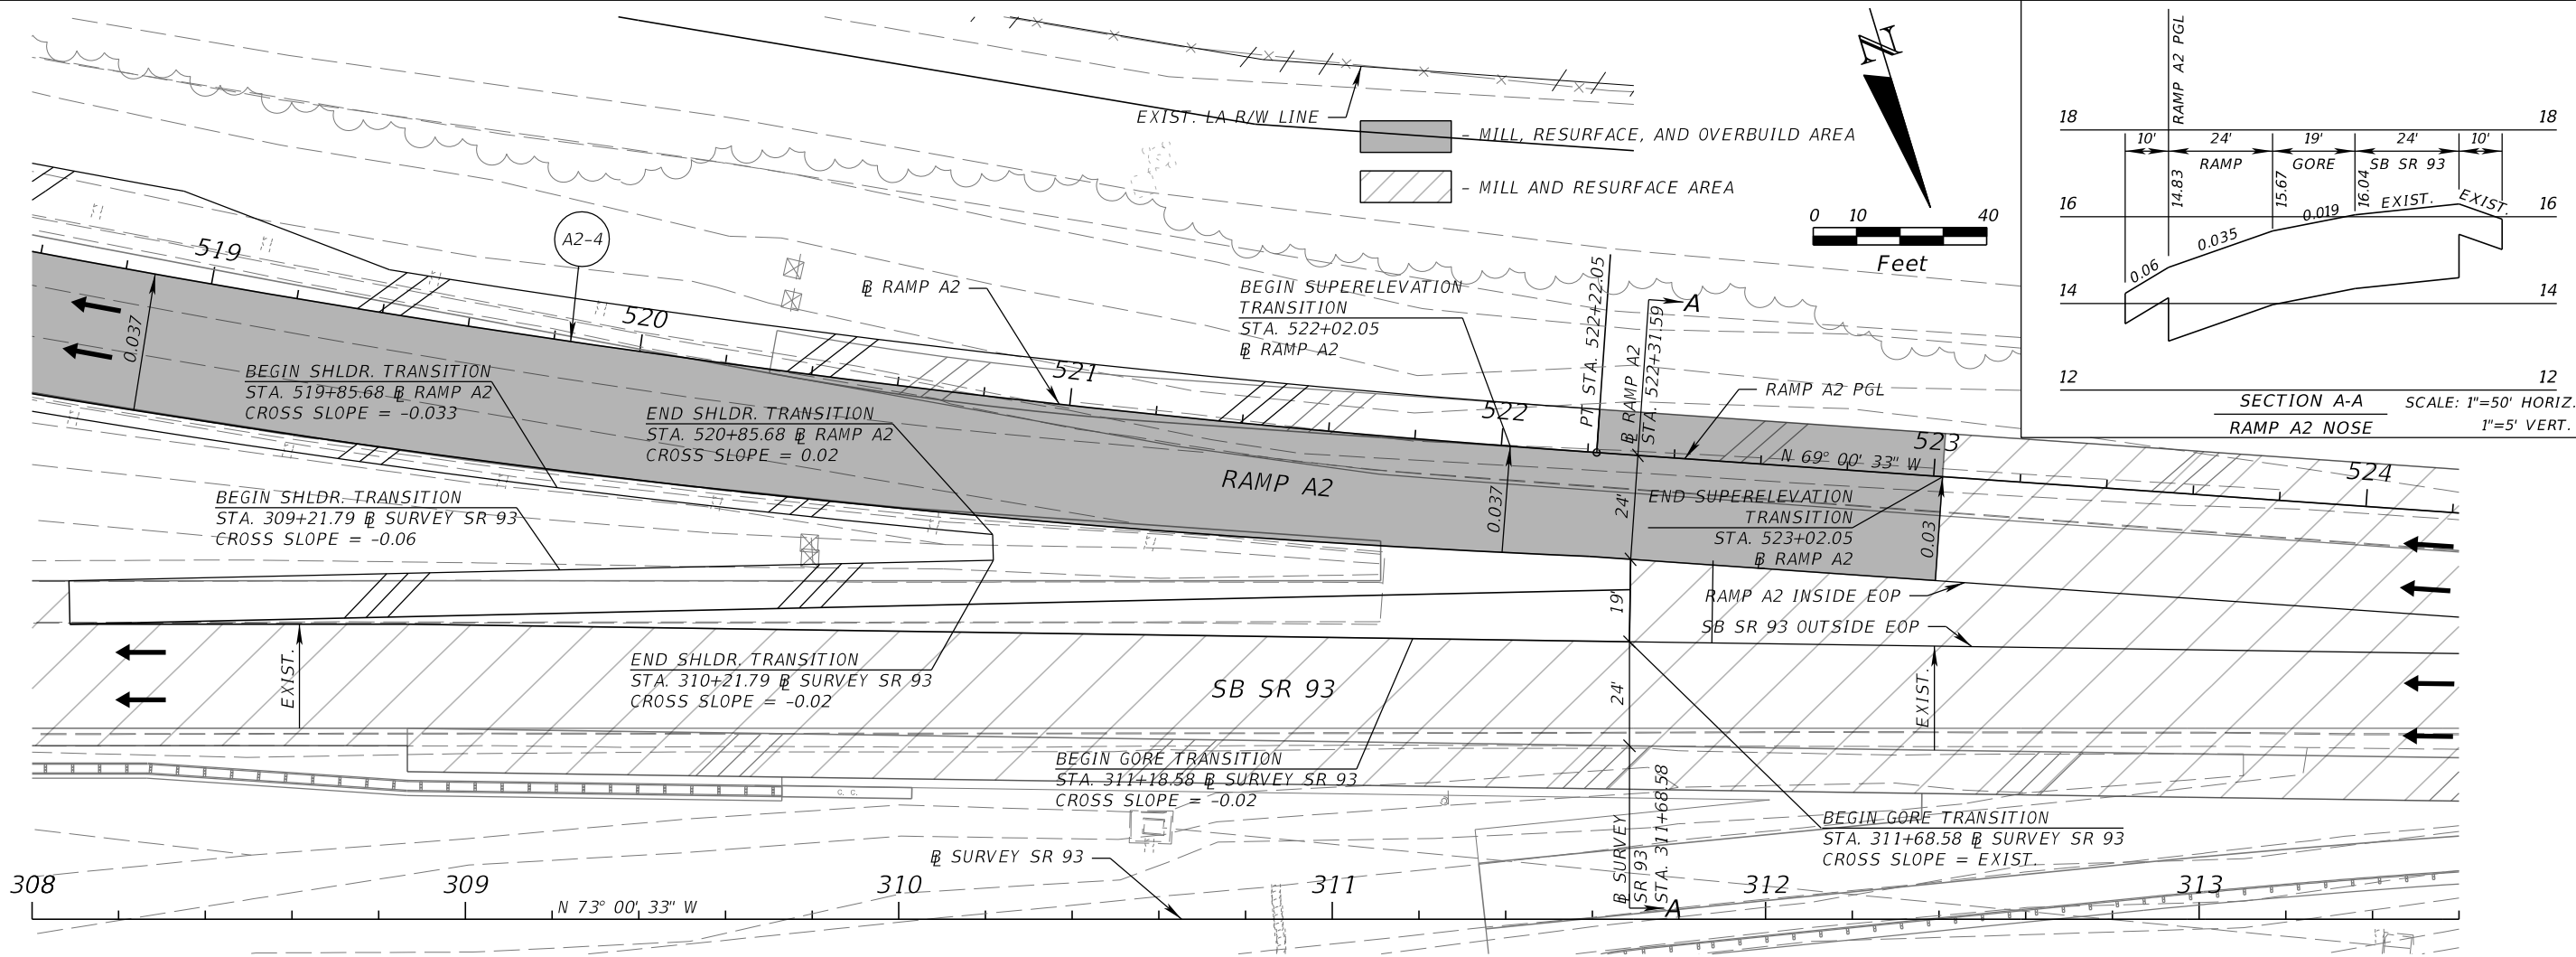 EXIST. LA R/W LINE
– MILL, RESURFACE, AND OVERBUILD AREA
– MILL AND RESURFACE AREA
N
0 10 40
Feet
RAMP A2 PGL
18 18
10' 24' 19' 24' 10'
RAMP GORE SB SR 93
14.83 15.67 16.04
16 16
0.06 0.035 0.019 EXIST. EXIST.
14 14
12 12
SECTION A-A
RAMP A2 NOSE
SCALE: 1"=50' HORIZ.
1"=5' VERT.
519
A2-4
520
0.037
BEGIN SHLDR. TRANSITION
STA. 519+85.68 ℄ RAMP A2
CROSS SLOPE = –0.033
BEGIN SHLDR. TRANSITION
STA. 309+21.79 ℄ SURVEY SR 93
CROSS SLOPE = –0.06
END SHLDR. TRANSITION
STA. 520+85.68 ℄ RAMP A2
CROSS SLOPE = 0.02
℄ RAMP A2
521
BEGIN SUPERELEVATION
TRANSITION
STA. 522+02.05
℄ RAMP A2
522
PT STA. 522+22.05
℄ RAMP A2
STA. 522+31.59
A
RAMP A2 PGL
523
N 69° 00' 33" W
524
RAMP A2
0.037
24'
END SUPERELEVATION
TRANSITION
STA. 523+02.05
℄ RAMP A2
0.03
RAMP A2 INSIDE EOP
SB SR 93 OUTSIDE EOP
19'
EXIST.
END SHLDR. TRANSITION
STA. 310+21.79 ℄ SURVEY SR 93
CROSS SLOPE = –0.02
SB SR 93
24'
EXIST.
BEGIN GORE TRANSITION
STA. 311+18.58 ℄ SURVEY SR 93
CROSS SLOPE = –0.02
C. C.
BEGIN GORE TRANSITION
STA. 311+68.58 ℄ SURVEY SR 93
CROSS SLOPE = EXIST.
℄ SURVEY SR 93
℄ SURVEY
SR 93
STA. 311+68.58
A
308 309 310 311 312 313
N 73° 00' 33" W